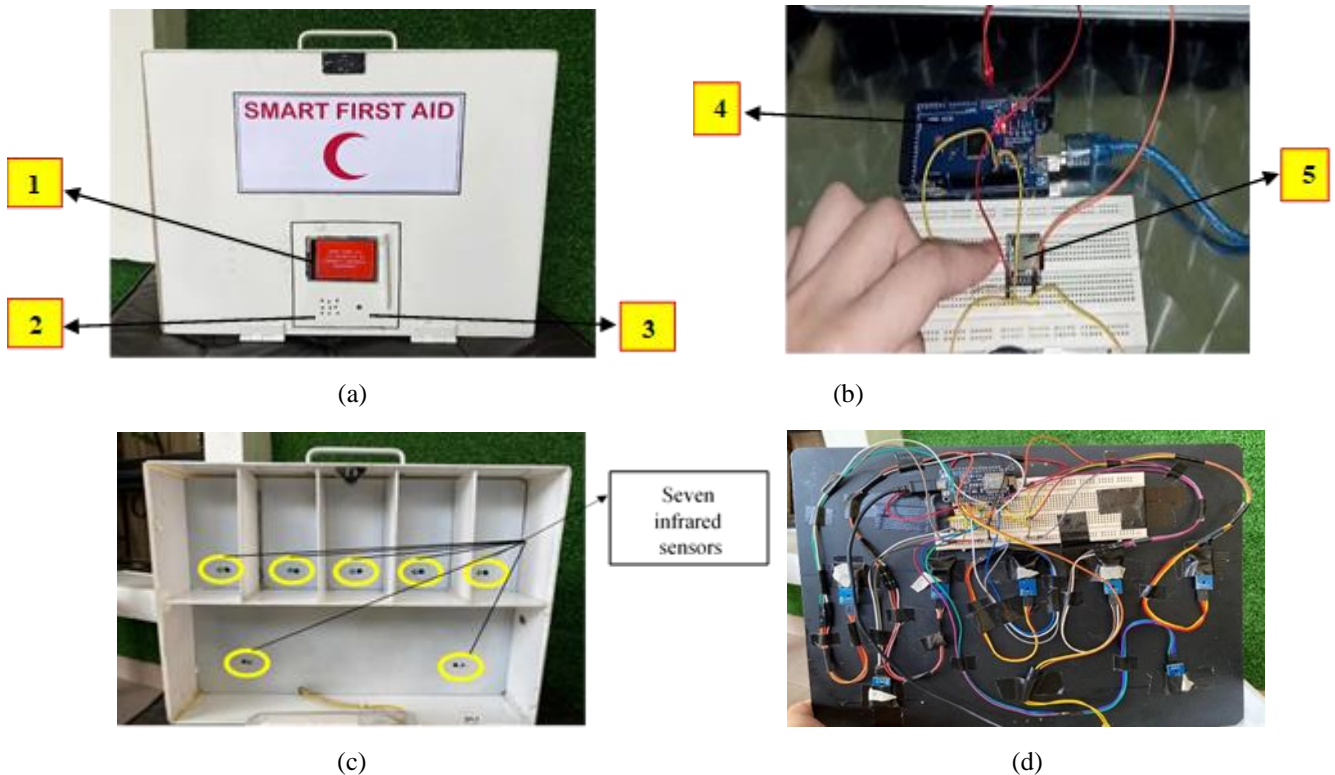 SMART FIRST AID
1
2
3
4
5
(a)
(b)
Seven
infrared
sensors
(c)
(d)